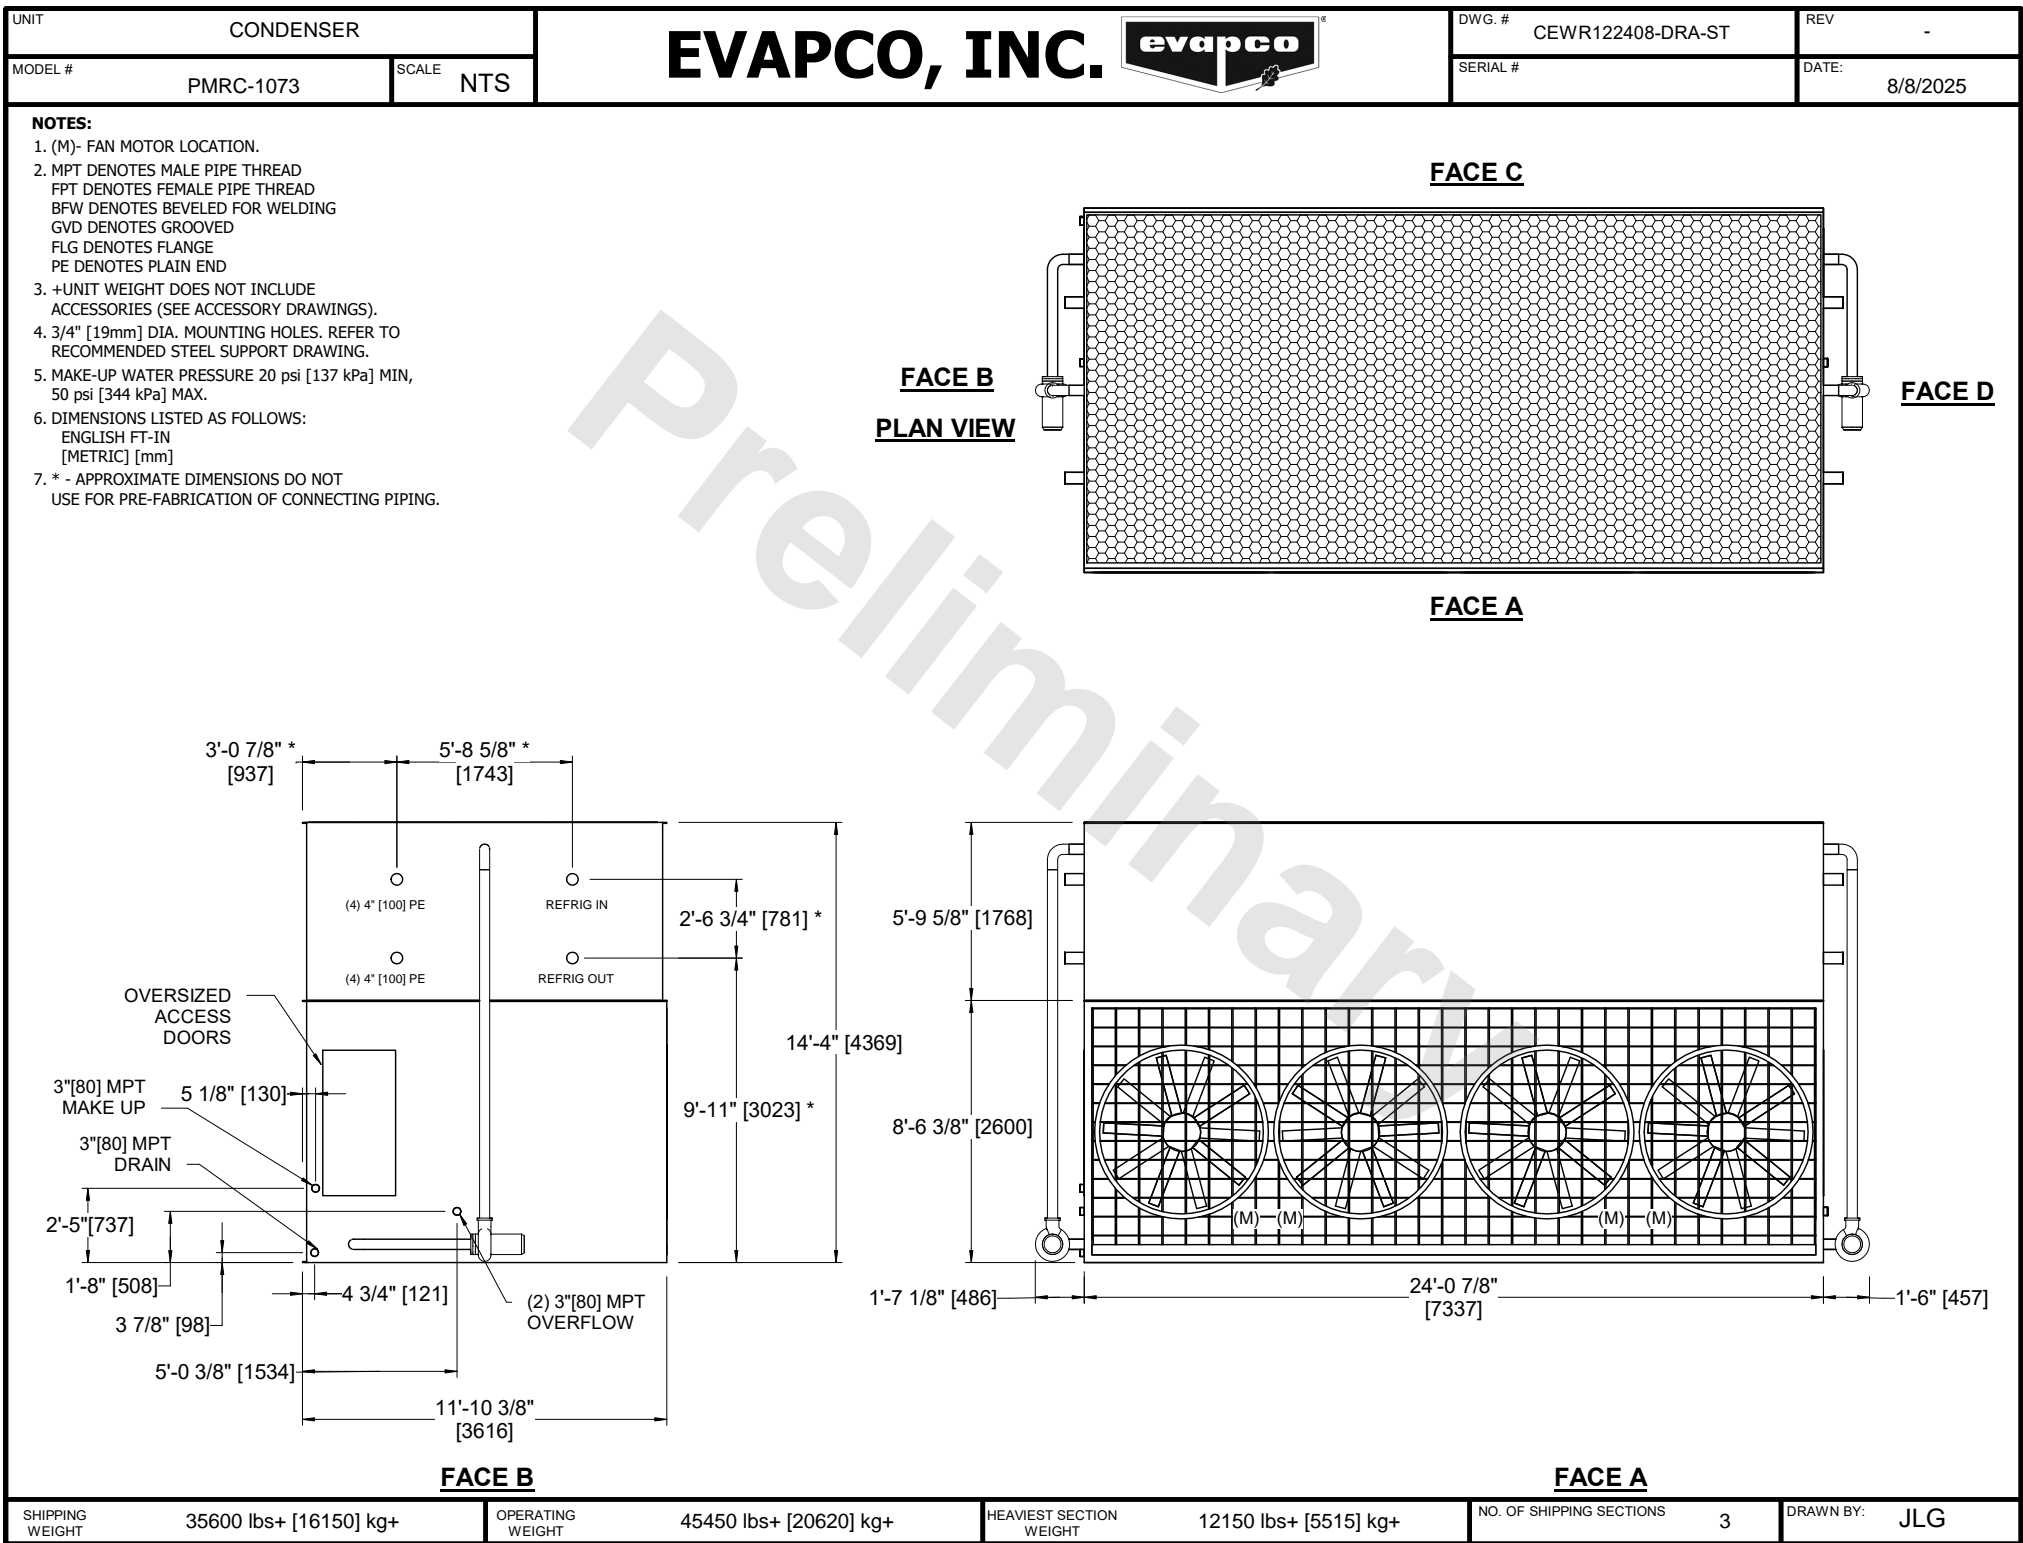 UNIT
CONDENSER
MODEL #
PMRC-1073
SCALE
NTS
EVAPCO, INC.
evapco
®
DWG. #
CEWR122408-DRA-ST
REV
-
SERIAL #
DATE:
8/8/2025
NOTES:
1. (M)- FAN MOTOR LOCATION.
2. MPT DENOTES MALE PIPE THREAD
FPT DENOTES FEMALE PIPE THREAD
BFW DENOTES BEVELED FOR WELDING
GVD DENOTES GROOVED
FLG DENOTES FLANGE
PE DENOTES PLAIN END
3. +UNIT WEIGHT DOES NOT INCLUDE
ACCESSORIES (SEE ACCESSORY DRAWINGS).
4. 3/4" [19mm] DIA. MOUNTING HOLES. REFER TO
RECOMMENDED STEEL SUPPORT DRAWING.
5. MAKE-UP WATER PRESSURE 20 psi [137 kPa] MIN,
50 psi [344 kPa] MAX.
6. DIMENSIONS LISTED AS FOLLOWS:
ENGLISH FT-IN
[METRIC] [mm]
7. * - APPROXIMATE DIMENSIONS DO NOT
USE FOR PRE-FABRICATION OF CONNECTING PIPING.
Preliminary
FACE C
FACE B
PLAN VIEW
FACE D
FACE A
3'-0 7/8" *
[937]
5'-8 5/8" *
[1743]
(4) 4" [100] PE
REFRIG IN
(4) 4" [100] PE
REFRIG OUT
2'-6 3/4" [781] *
14'-4" [4369]
9'-11" [3023] *
OVERSIZED
ACCESS
DOORS
3"[80] MPT
MAKE UP
5 1/8" [130]
3"[80] MPT
DRAIN
2'-5"[737]
1'-8" [508]
3 7/8" [98]
4 3/4" [121]
(2) 3"[80] MPT
OVERFLOW
5'-0 3/8" [1534]
11'-10 3/8"
[3616]
FACE B
5'-9 5/8" [1768]
8'-6 3/8" [2600]
(M) (M) (M) (M)
1'-7 1/8" [486]
24'-0 7/8"
[7337]
1'-6" [457]
FACE A
SHIPPING
WEIGHT
35600 lbs+ [16150] kg+
OPERATING
WEIGHT
45450 lbs+ [20620] kg+
HEAVIEST SECTION
WEIGHT
12150 lbs+ [5515] kg+
NO. OF SHIPPING SECTIONS
3
DRAWN BY:
JLG